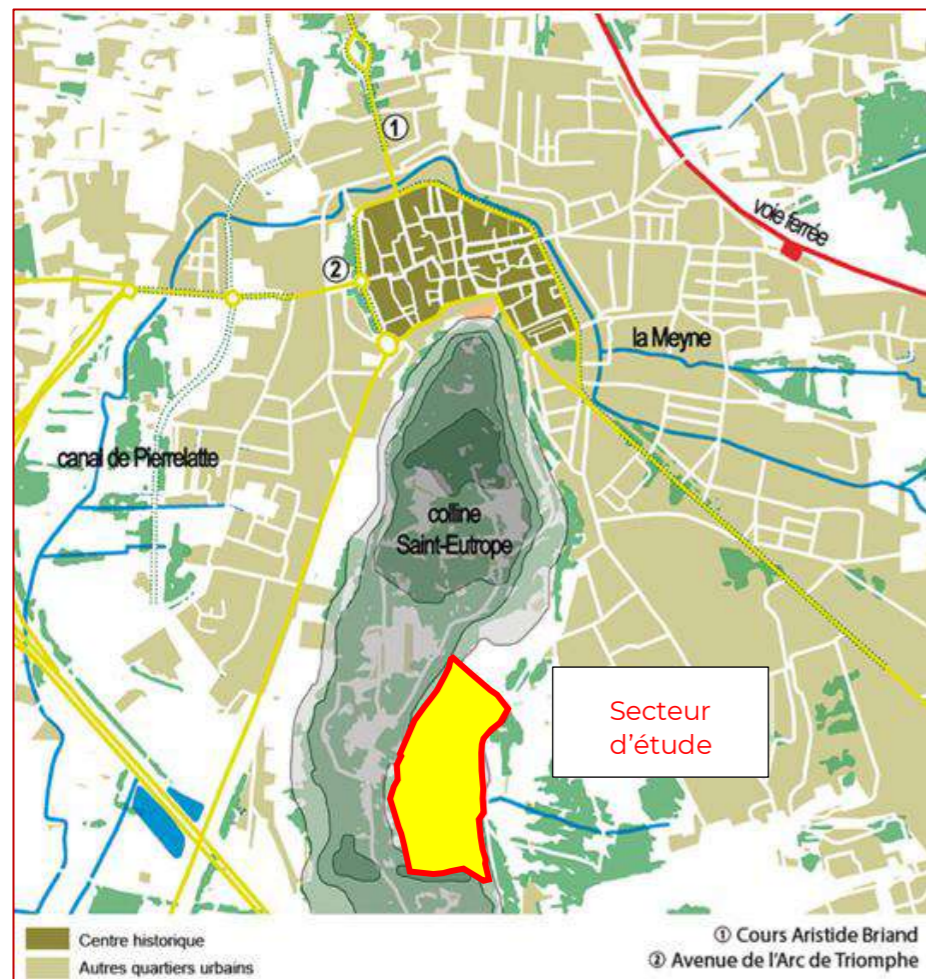 ①
voie ferrée
②
la Meyne
canal de Pierrelatte
colline
Saint-Eutrope
Secteur
d'étude
Centre historique
Autres quartiers urbains
① Cours Aristide Briand
② Avenue de l'Arc de Triomphe